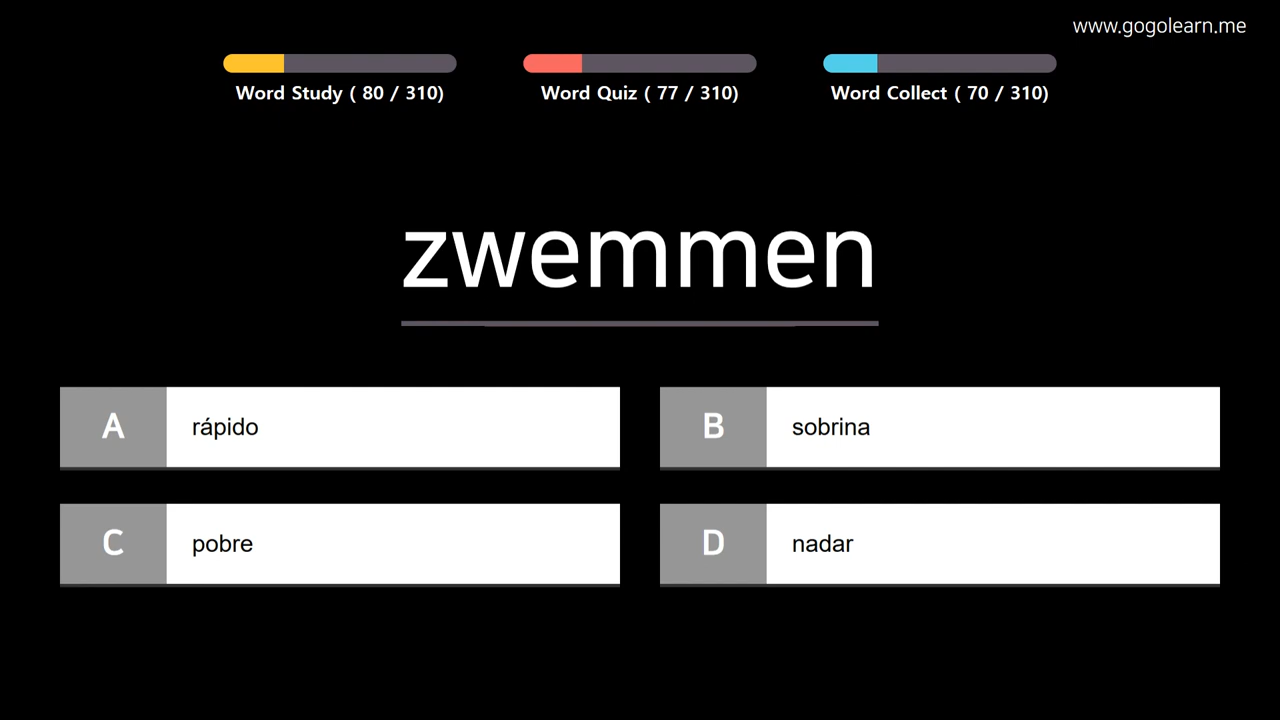 www.gogolearn.me
Word Study ( 80 / 310)
Word Quiz ( 77 / 310)
Word Collect ( 70 / 310)
zwemmen
A rápido
B sobrina
C pobre
D nadar